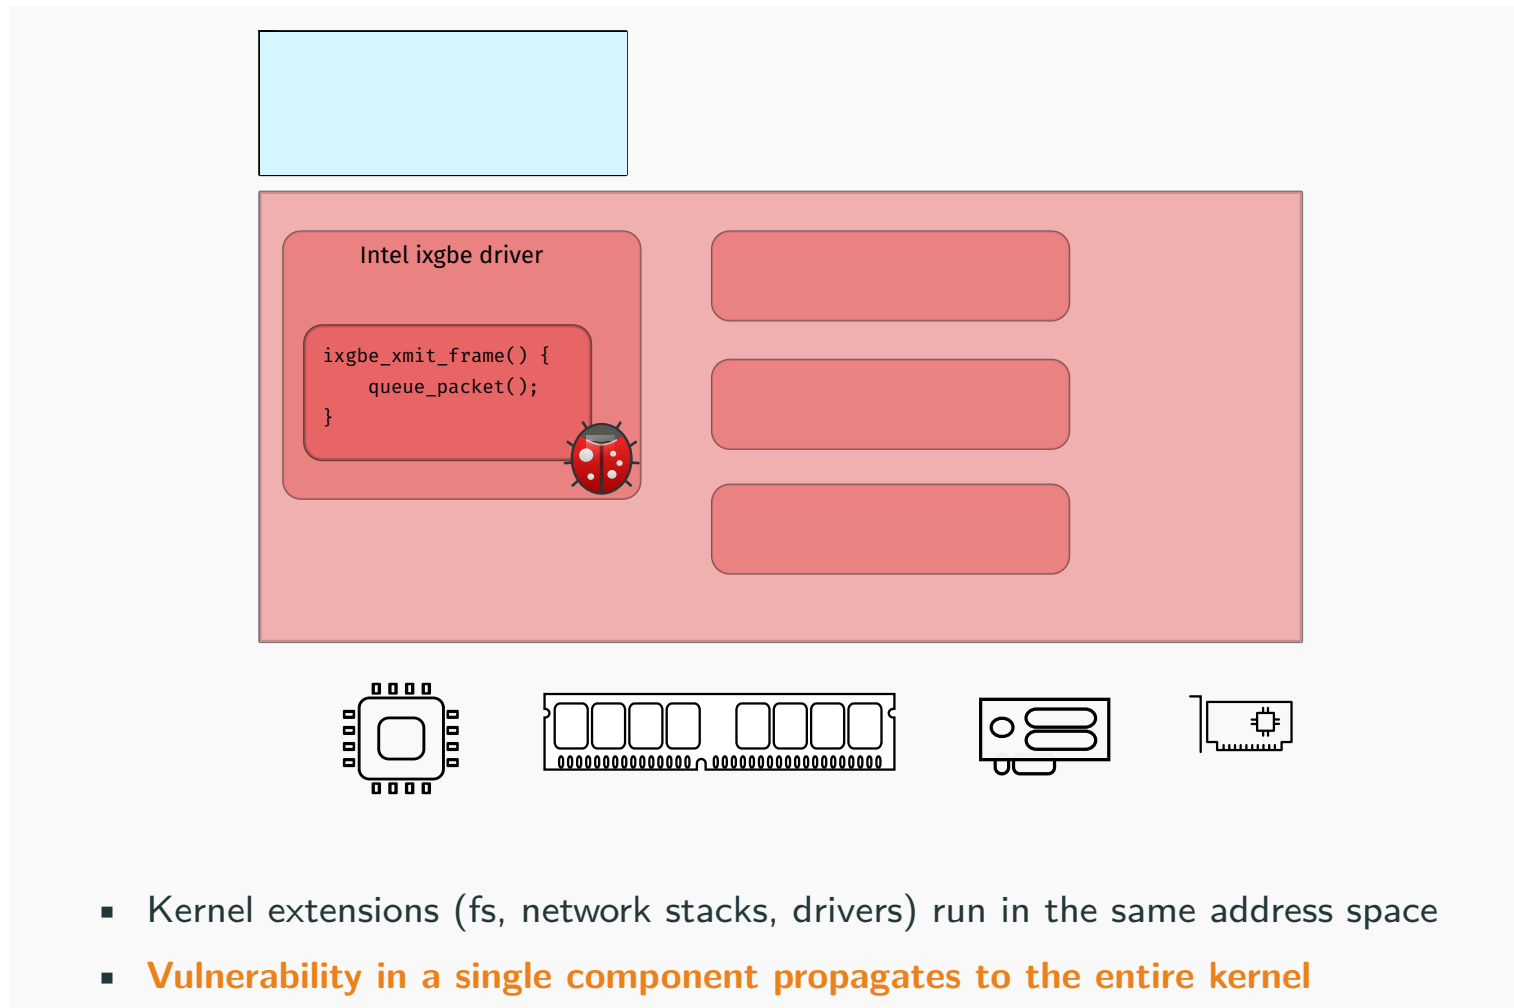 Intel ixgbe driver
ixgbe_xmit_frame() {
    queue_packet();
}
▪ Kernel extensions (fs, network stacks, drivers) run in the same address space
▪ Vulnerability in a single component propagates to the entire kernel